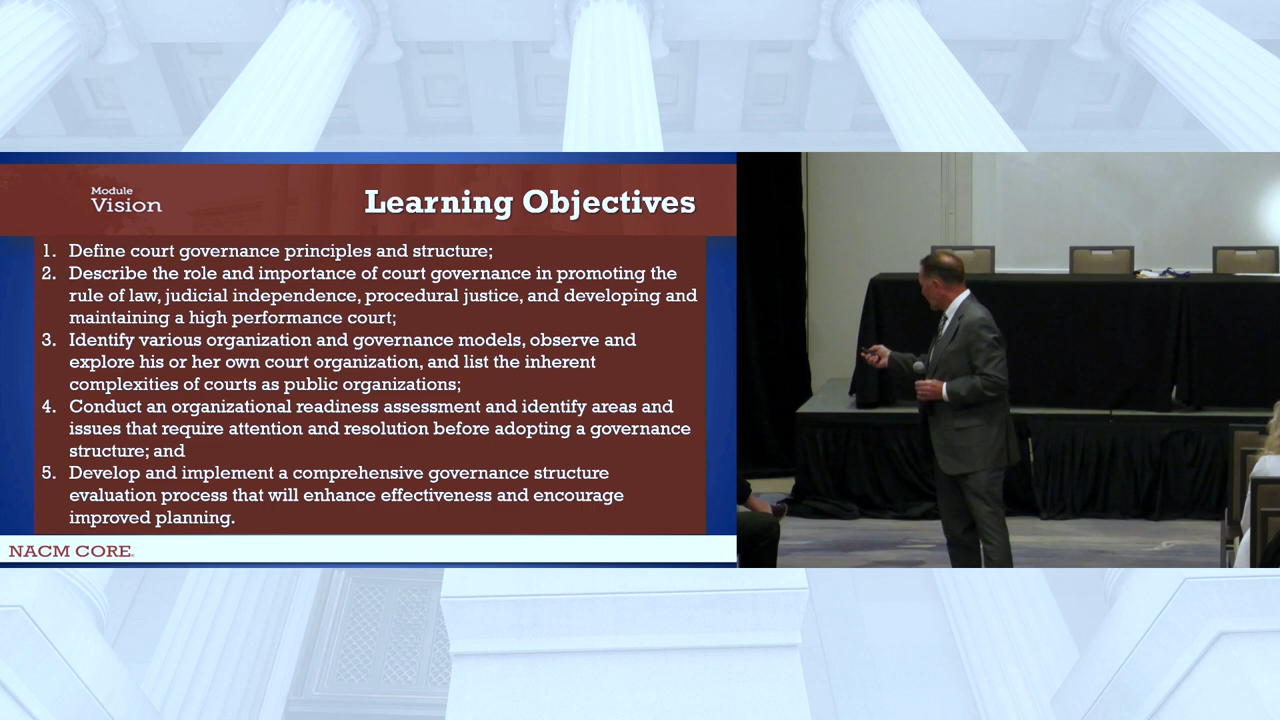 Module
Vision
Learning Objectives
1. Define court governance principles and structure;
2. Describe the role and importance of court governance in promoting the
rule of law, judicial independence, procedural justice, and developing and
maintaining a high performance court;
3. Identify various organization and governance models, observe and
explore his or her own court organization, and list the inherent
complexities of courts as public organizations;
4. Conduct an organizational readiness assessment and identify areas and
issues that require attention and resolution before adopting a governance
structure; and
5. Develop and implement a comprehensive governance structure
evaluation process that will enhance effectiveness and encourage
improved planning.
NACM CORE